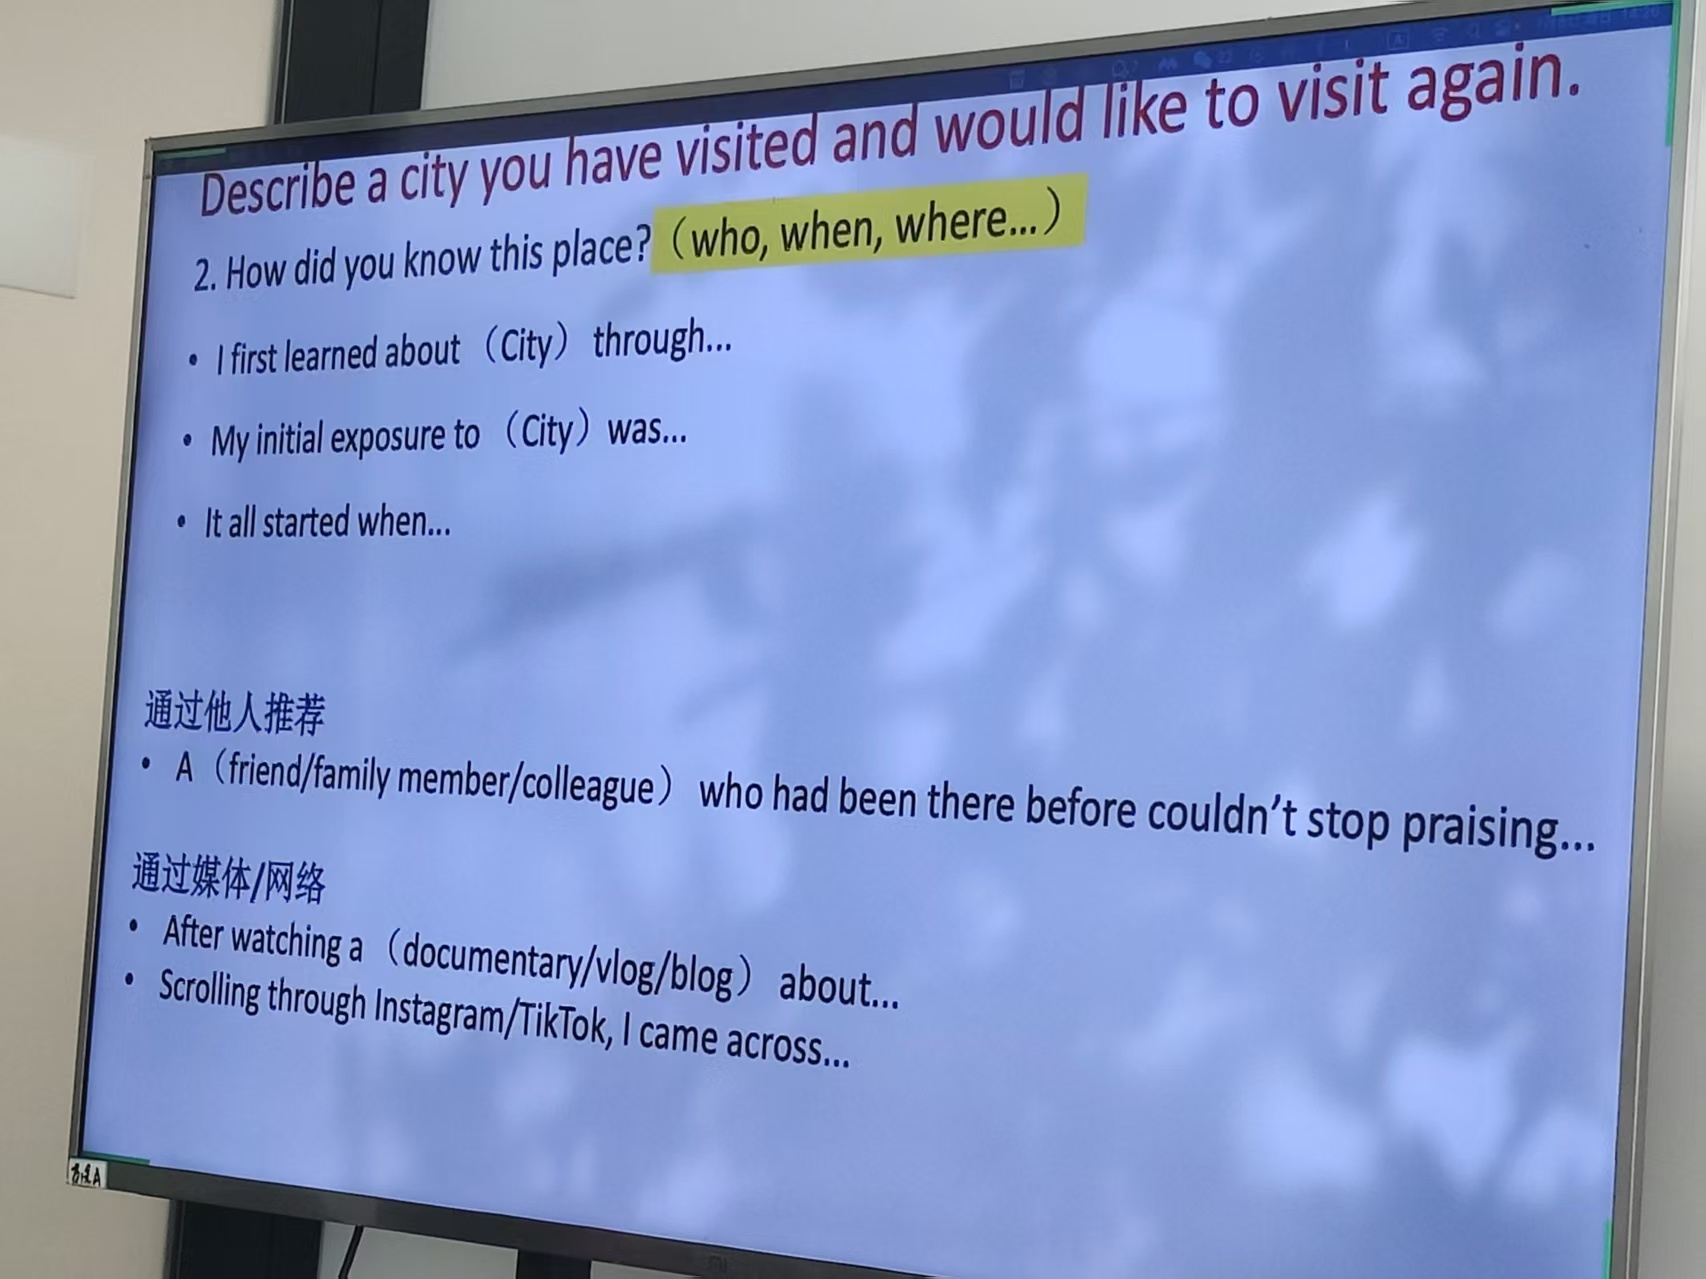 Describe a city you have visited and would like to visit again.
2. How did you know this place?（who, when, where...）
• I first learned about （City） through...
• My initial exposure to （City）was...
• It all started when...
通过他人推荐
• A（friend/family member/colleague） who had been there before couldn’t stop praising...
通过媒体/网络
• After watching a （documentary/vlog/blog） about...
• Scrolling through Instagram/TikTok, I came across...